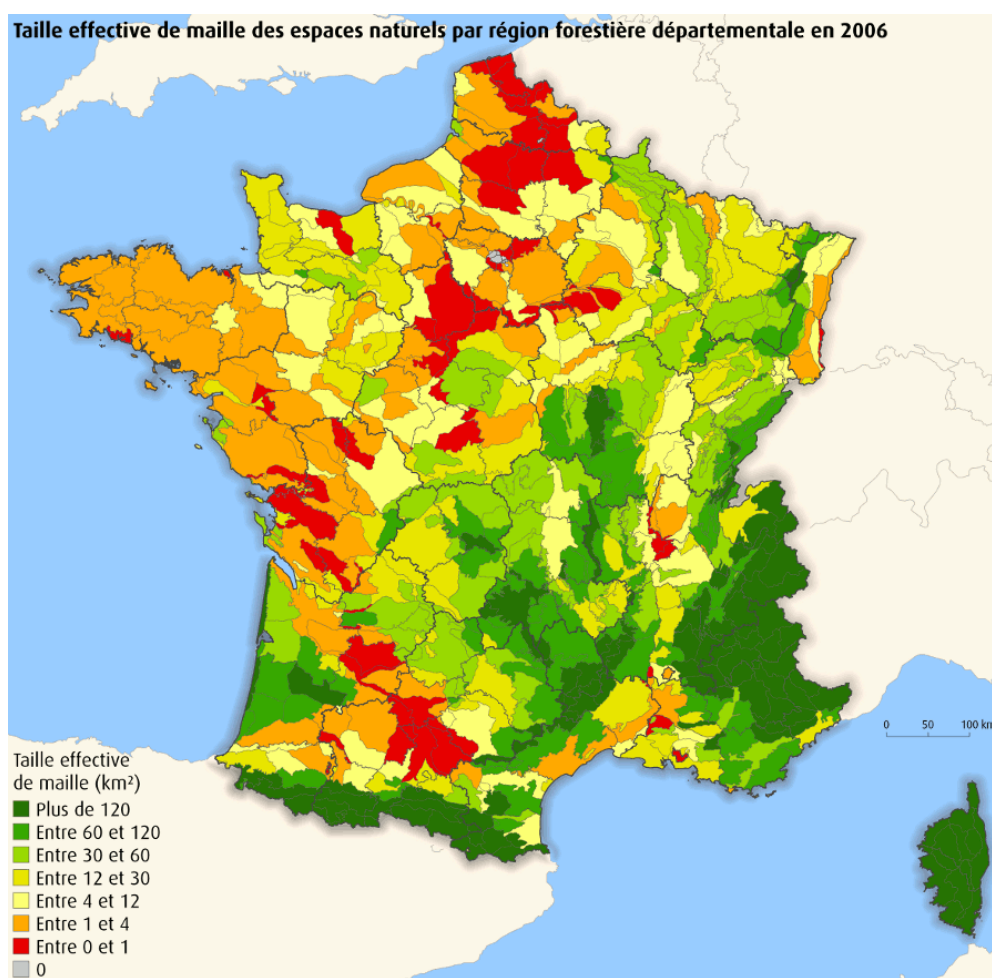 Taille effective de maille des espaces naturels par région forestière départementale en 2006
0 50 100 km
Taille effective
de maille (km²)
Plus de 120
Entre 60 et 120
Entre 30 et 60
Entre 12 et 30
Entre 4 et 12
Entre 1 et 4
Entre 0 et 1
0